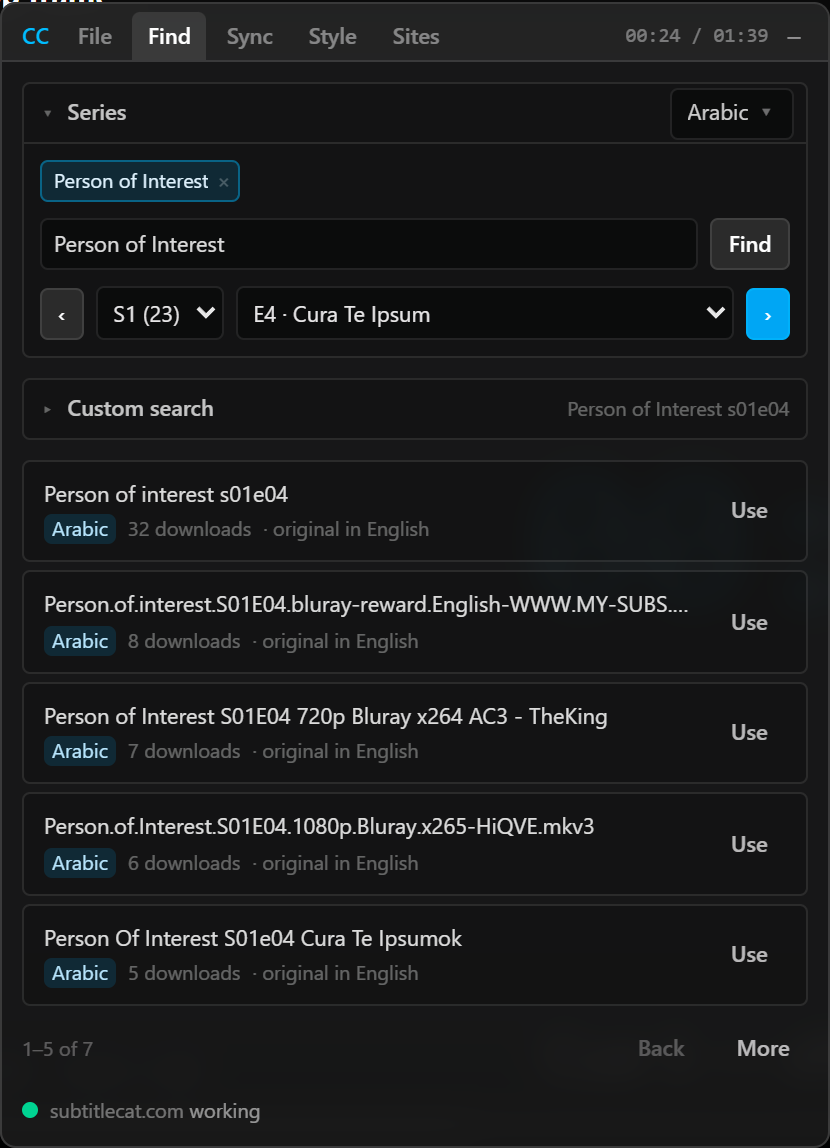 CC File Find Sync Style Sites 00:24 / 01:39 –
▾ Series Arabic ▼
Person of Interest ×
Person of Interest Find
‹ S1 (23) E4 · Cura Te Ipsum ›
▸ Custom search Person of Interest s01e04
Person of interest s01e04
Use
Arabic 32 downloads · original in English
Person.of.interest.S01E04.bluray-reward.English-WWW.MY-SUBS....
Use
Arabic 8 downloads · original in English
Person of Interest S01E04 720p Bluray x264 AC3 - TheKing
Use
Arabic 7 downloads · original in English
Person.of.Interest.S01E04.1080p.Bluray.x265-HiQVE.mkv3
Use
Arabic 6 downloads · original in English
Person Of Interest S01e04 Cura Te Ipsumok
Use
Arabic 5 downloads · original in English
1–5 of 7 Back More
subtitlecat.com working